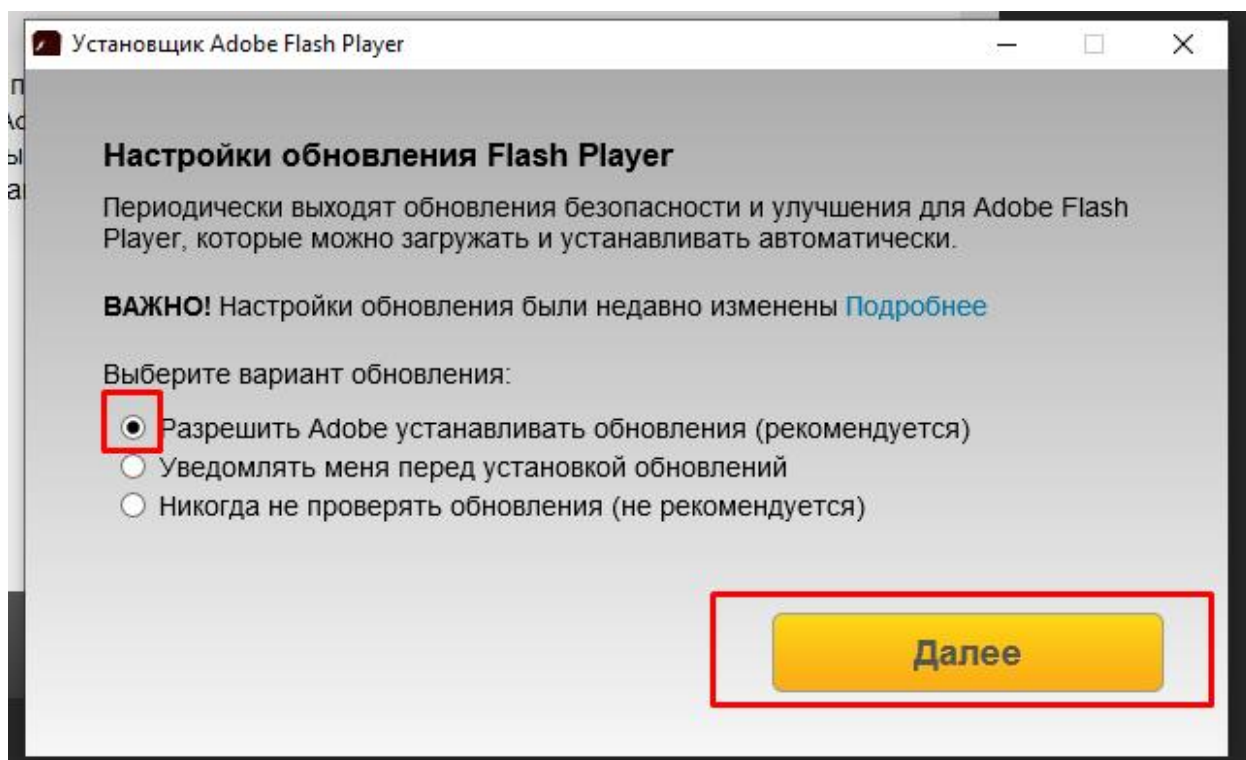 Установщик Adobe Flash Player
Настройки обновления Flash Player
Периодически выходят обновления безопасности и улучшения для Adobe Flash
Player, которые можно загружать и устанавливать автоматически.
ВАЖНО! Настройки обновления были недавно изменены Подробнее
Выберите вариант обновления:
Разрешить Adobe устанавливать обновления (рекомендуется)
Уведомлять меня перед установкой обновлений
Никогда не проверять обновления (не рекомендуется)
Далее